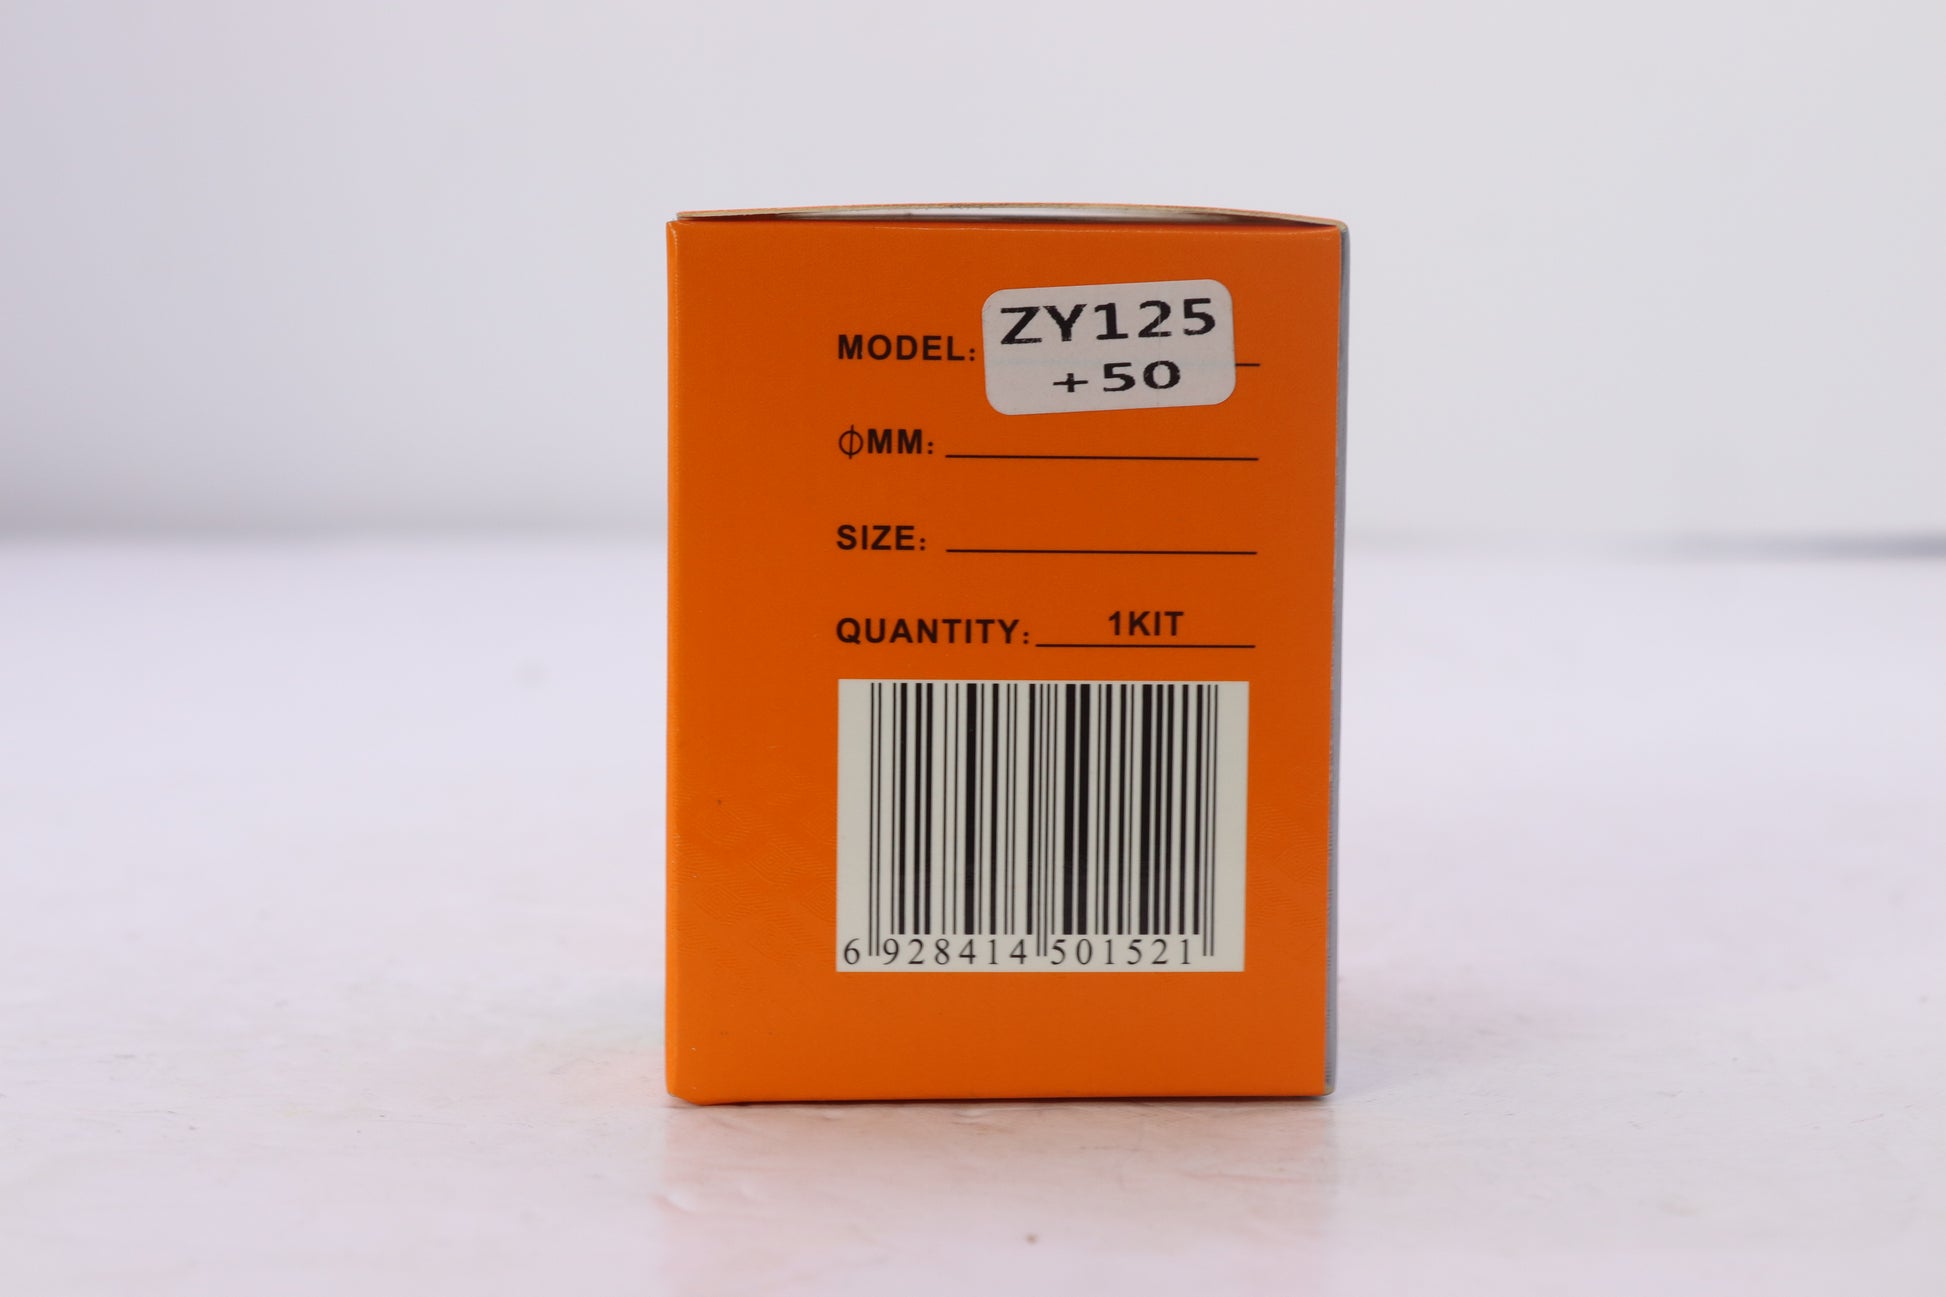 MODEL: ZY125
+50
ϕMM:
SIZE:
QUANTITY: 1KIT
6 928414 501521